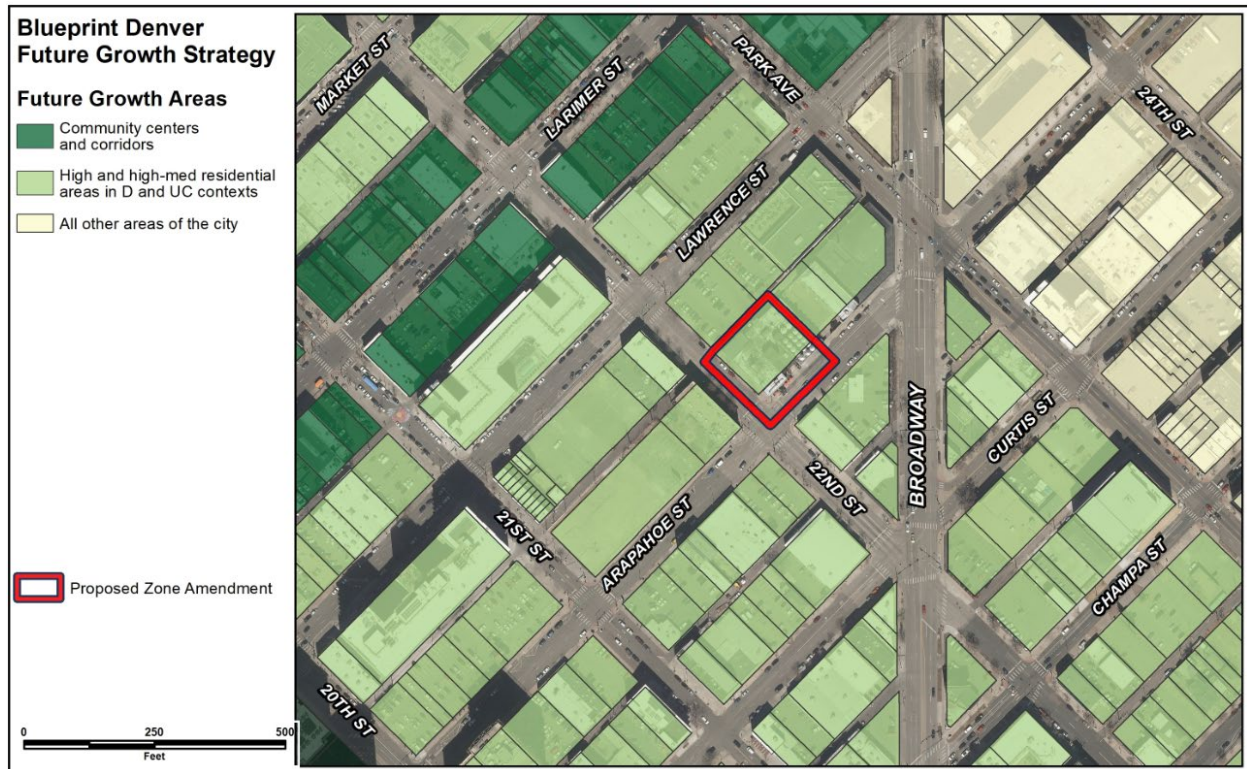 Blueprint Denver
Future Growth Strategy
Future Growth Areas
Community centers
and corridors
High and high-med residential
areas in D and UC contexts
All other areas of the city
Proposed Zone Amendment
0 250 500
Feet
MARKET ST
LARIMER ST
PARK AVE
24TH ST
LAWRENCE ST
BROADWAY
CURTIS ST
22ND ST
21ST ST
ARAPAHOE ST
CHAMPA ST
20TH ST